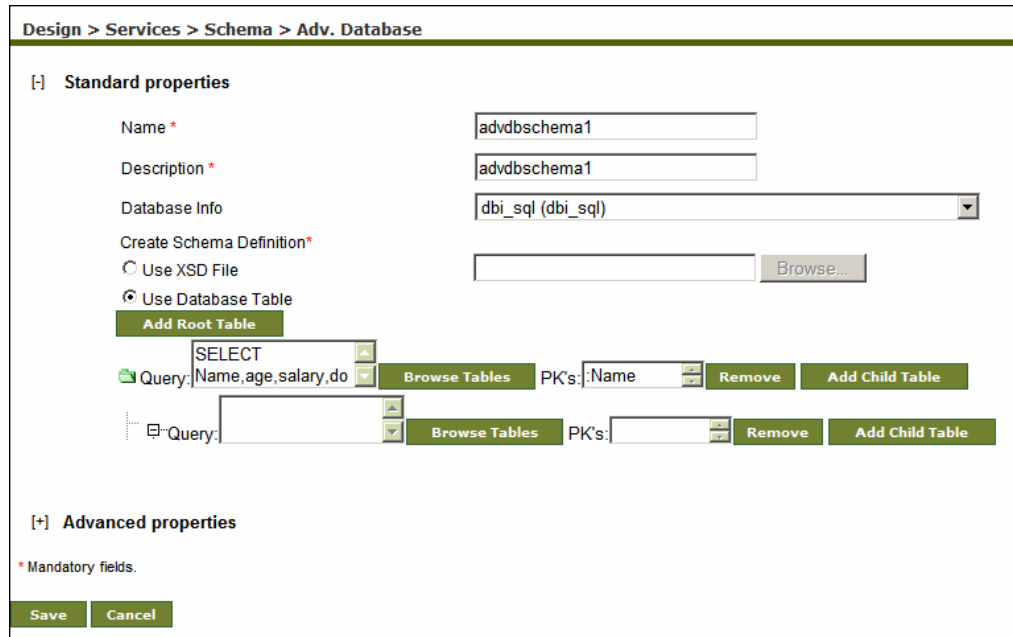 Design > Services > Schema > Adv. Database
[-] Standard properties
Name * advdbschema1
Description * advdbschema1
Database Info dbi_sql (dbi_sql)
Create Schema Definition*
Use XSD File Browse...
Use Database Table
Add Root Table
Query: SELECT
Name,age,salary,do Browse Tables PK's: :Name Remove Add Child Table
Query: Browse Tables PK's: Remove Add Child Table
[+] Advanced properties
* Mandatory fields.
Save Cancel